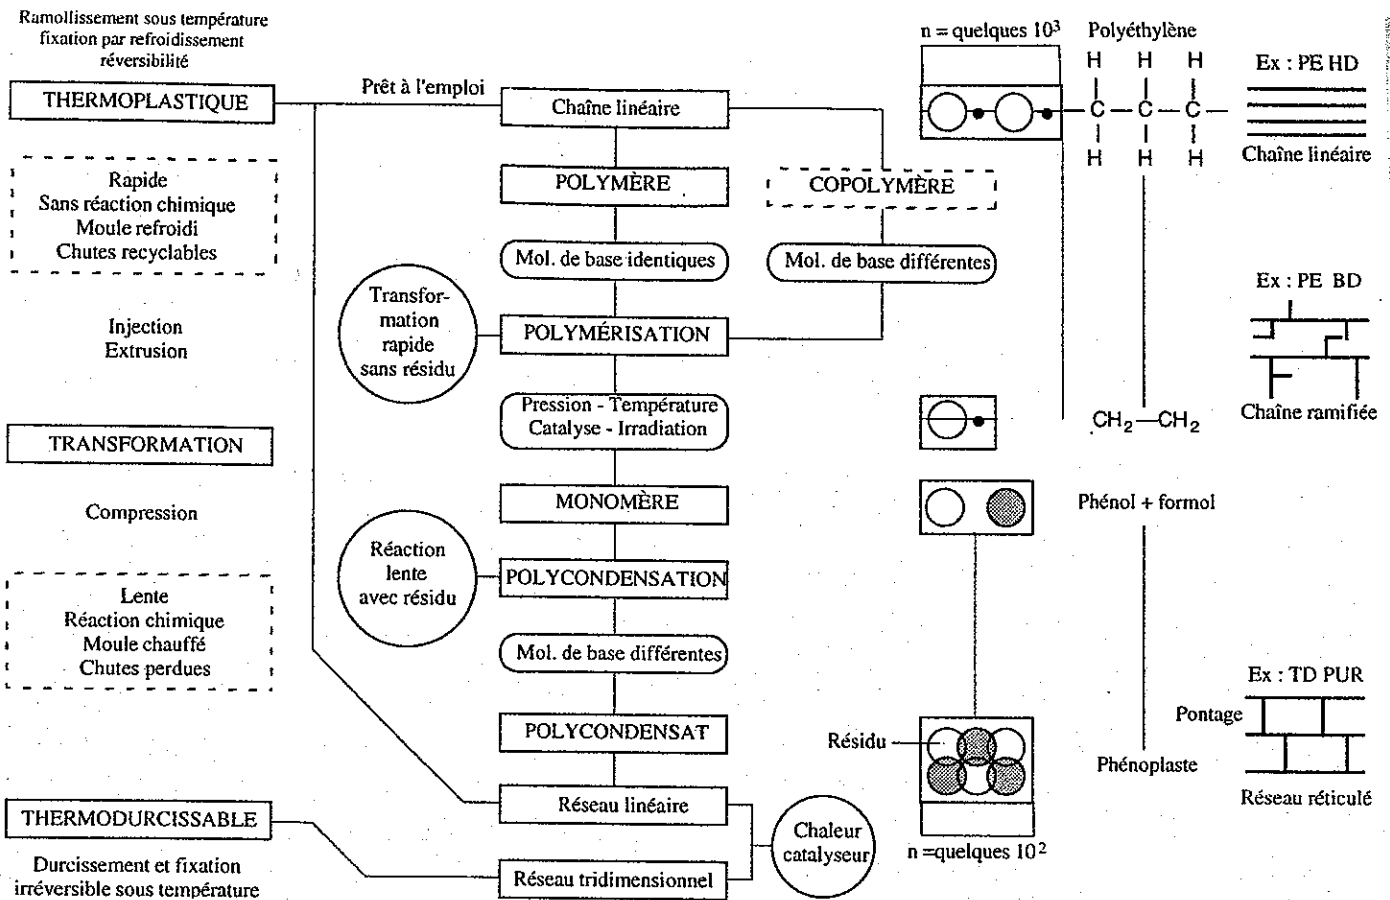 Ramollissement sous température
fixation par refroidissement
réversibilité
THERMOPLASTIQUE
Rapide
Sans réaction chimique
Moule refroidi
Chutes recyclables
Injection
Extrusion
TRANSFORMATION
Compression
Lente
Réaction chimique
Moule chauffé
Chutes perdues
THERMODURCISSABLE
Durcissement et fixation
irréversible sous température
Prêt à l'emploi
Chaîne linéaire
POLYMÈRE
COPOLYMÈRE
Mol. de base identiques
Mol. de base différentes
Transfor-
mation
rapide
sans résidu
POLYMÉRISATION
Pression - Température
Catalyse - Irradiation
MONOMÈRE
Réaction
lente
avec résidu
POLYCONDENSATION
Mol. de base différentes
POLYCONDENSAT
Réseau linéaire
Chaleur
catalyseur
Réseau tridimensionnel
n = quelques 10³
Polyéthylène
H H H
C — C — C —
H H H
CH₂—CH₂
Phénol + formol
Résidu
Phénoplaste
n =quelques 10²
Ex : PE HD
Chaîne linéaire
Ex : PE BD
Chaîne ramifiée
Ex : TD PUR
Pontage
Réseau réticulé